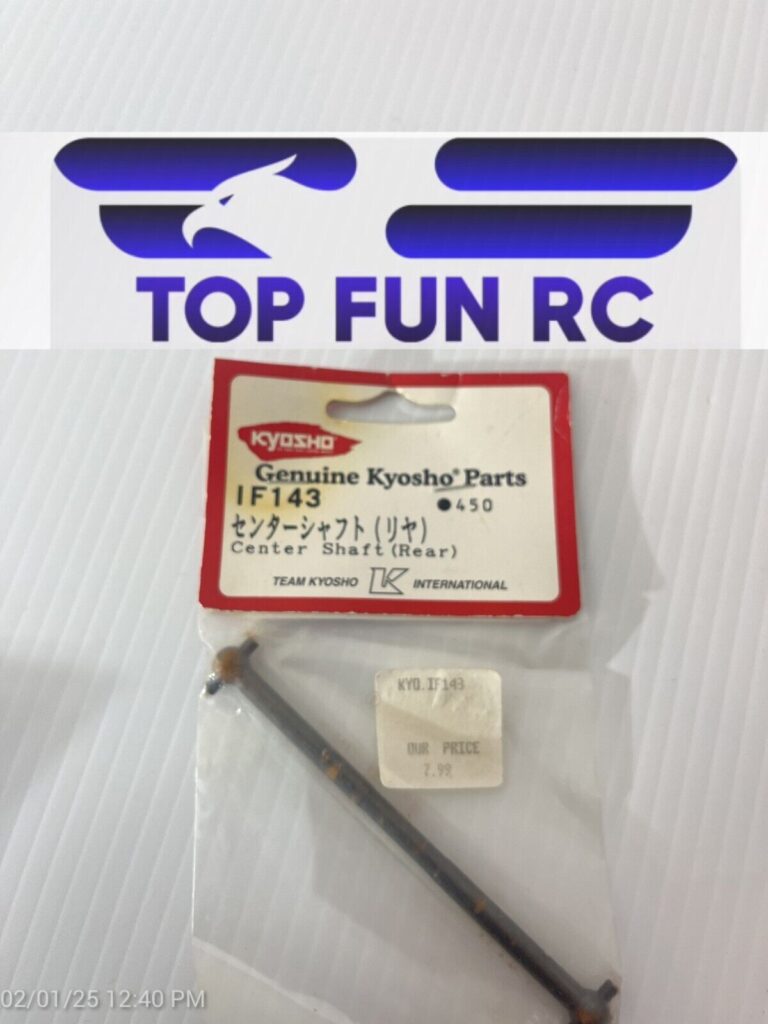 TOP FUN RC
KYOSHO
Genuine Kyosho® Parts
IF143 ●450
センターシャフト(リヤ)
Center Shaft(Rear)
TEAM KYOSHO K INTERNATIONAL
KYO.IF143
OUR PRICE
7.99
02/01/25 12:40 PM